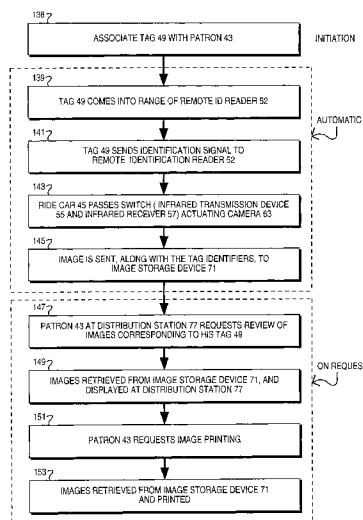 138
ASSOCIATE TAG 49 WITH PATRON 43
INITIATION
139
TAG 49 COMES INTO RANGE OF REMOTE ID READER 52
AUTOMATIC
141
TAG 49 SENDS IDENTIFICATION SIGNAL TO
REMOTE IDENTIFICATION READER 52
143
RIDE CAR 45 PASSES SWITCH ( INFRARED TRANSMISSION DEVICE
55 AND INFRARED RECEIVER 57) ACTUATING CAMERA 63
145
IMAGE IS SENT, ALONG WITH THE TAG IDENTIFIERS, TO
IMAGE STORAGE DEVICE 71
147
PATRON 43 AT DISTRIBUTION STATION 77 REQUESTS REVIEW OF
IMAGES CORRESPONDING TO HIS TAG 49
149
IMAGES RETRIEVED FROM IMAGE STORAGE DEVICE 71, AND
DISPLAYED AT DISTRIBUTION STATION 77
ON REQUES
151
PATRON 43 REQUESTS IMAGE PRINTING
153
IMAGES RETRIEVED FROM IMAGE STORAGE DEVICE 71
AND PRINTED